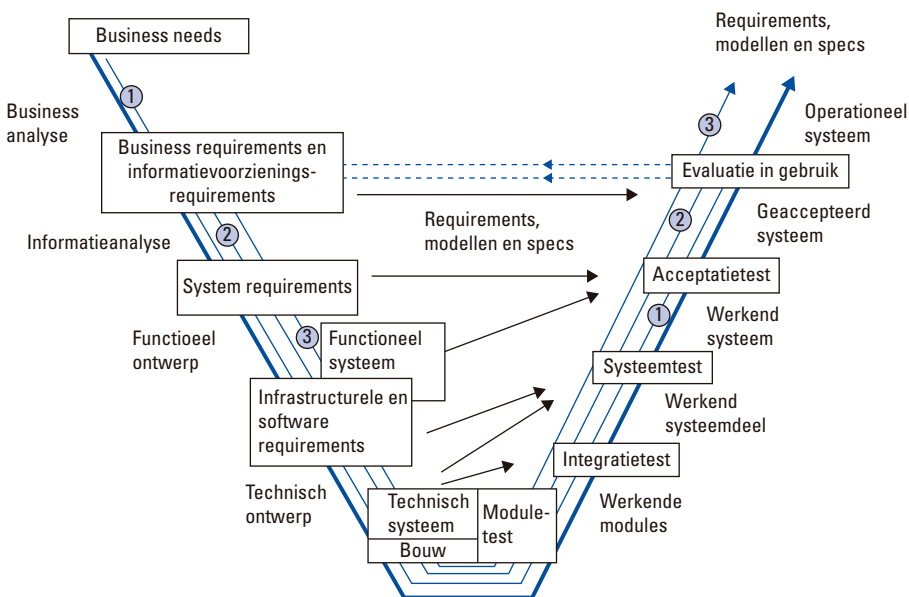 Business needs
1
Business
analyse
Business requirements en
informatievoorzienings-
requirements
Informatieanalyse
2
System requirements
Functioeel
ontwerp
3
Functioneel
systeem
Infrastructurele en
software
requirements
Technisch
ontwerp
Technisch
systeem
Bouw
Module-
test
Requirements,
modellen en specs
Requirements,
modellen en specs
3
Operationeel
systeem
Evaluatie in gebruik
2
Geaccepteerd
systeem
Acceptatietest
1
Werkend
systeem
Systeemtest
Werkend
systeemdeel
Integratietest
Werkende
modules